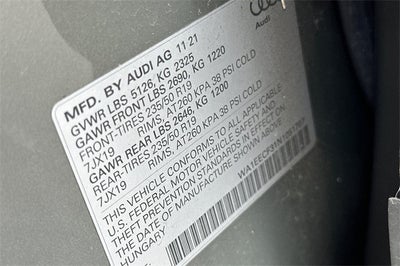 Audi
MFD. BY AUDI AG 11 21
GVWR LBS 5126, KG 2325
GAWR FRONT LBS 2690, KG 1220
FRONT-TIRES 235/50 R19
7JX19 RIMS, AT260 KPA 38 PSI COLD
GAWR REAR LBS 2646, KG 1200
REAR-TIRES 235/50 R19
7JX19 RIMS, AT260 KPA 38 PSI COLD
THIS VEHICLE CONFORMS TO ALL APPLICABLE
U.S. FEDERAL MOTOR VEHICLE SAFETY AND
THEFT PREVENTION STANDARDS IN EFFECT ON
THE DATE OF MANUFACTURE SHOWN ABOVE
HUNGARY